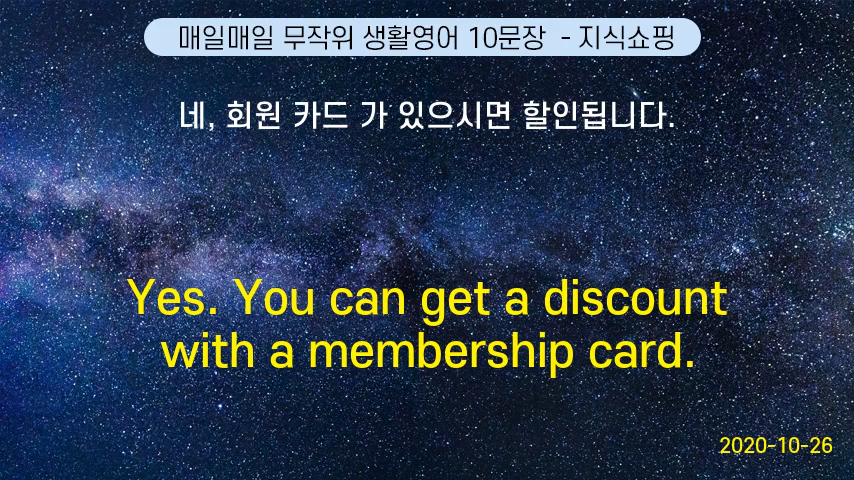 매일매일 무작위 생활영어 10문장 - 지식쇼핑
네, 회원 카드 가 있으시면 할인됩니다.
Yes. You can get a discount
with a membership card.
2020-10-26